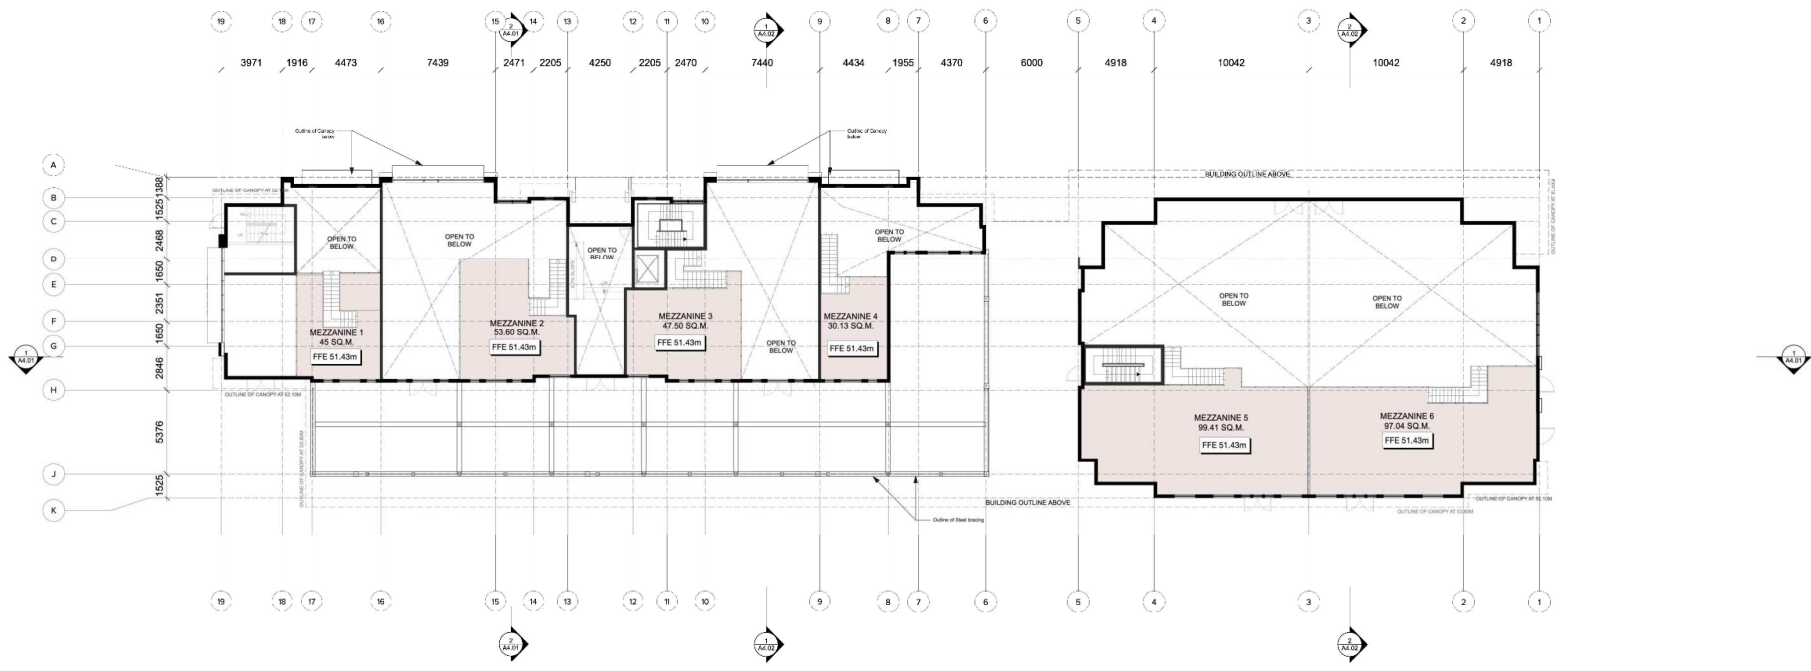 19 18 17 16 15 14 13 12 11 10 9 8 7 6 5 4 3 2 1
2
A4.01
1
A4.02
2
A4.02
3971 1916 4473 7439 2471 2205 4250 2205 2470 7440 4434 1955 4370 6000 4918 10042 10042 4918
Outline of Canopy
below
Outline of Canopy
below
A
B
C
D
E
F
G
H
J
K
1388
1525
2468
1650
2351
1650
2846
5376
1525
BUILDING OUTLINE ABOVE
OPEN TO
BELOW
OPEN TO
BELOW
OPEN TO
BELOW
OPEN TO
BELOW
OPEN TO
BELOW
OPEN TO
BELOW
OPEN TO
BELOW
MEZZANINE 1
45 SQ.M.
FFE 51.43m
MEZZANINE 2
53.60 SQ.M.
FFE 51.43m
MEZZANINE 3
47.50 SQ.M.
FFE 51.43m
MEZZANINE 4
30.13 SQ.M.
FFE 51.43m
1
A4.01
1
A4.01
OUTLINE OF CANOPY AT 52.10M
MEZZANINE 5
99.41 SQ.M.
FFE 51.43m
MEZZANINE 6
97.04 SQ.M.
FFE 51.43m
BUILDING OUTLINE ABOVE
Outline of Steel bracing
19 18 17 16 15 14 13 12 11 10 9 8 7 6 5 4 3 2 1
2
A4.01
1
A4.02
2
A4.02